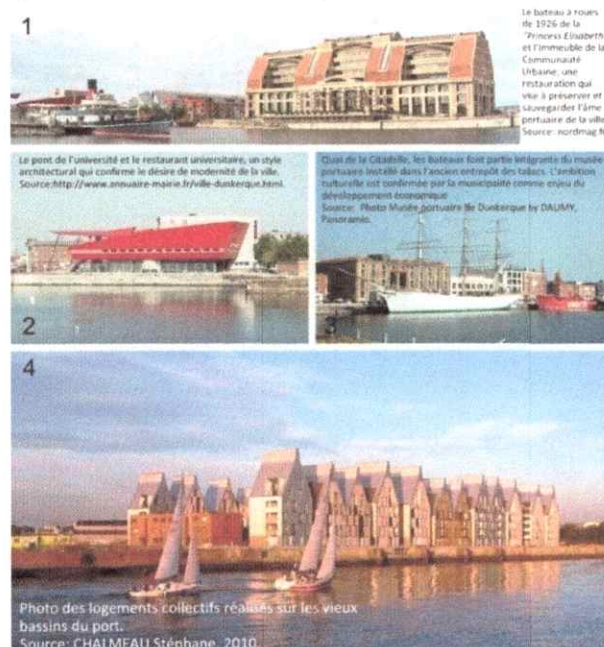 1
Le bateau à roues
de 1926 de la
"Princess Elisabeth"
et l'Immeuble de la
Communauté
Urbaine, une
restauration qui
vise à préserver et
sauvegarder l'âme
portuaire de la ville.
Source: nordmag.fr
Le pont de l'université et le restaurant universitaire, un style
architectural qui confirme le désire de modernité de la ville.
Source:http://www.annuaire-mairie.fr/ville-dunkerque.html.
2
Quai de la Citadelle, les bateaux font partie intégrante du musée
portuaire installé dans l'ancien entrepôt des tabacs. L'ambition
culturelle est confirmée par la municipalité comme enjeu du
développement économique
Source: Photo Musée portuaire de Dunkerque by DAUMY,
Panoramio.
3
4
Photo des logements collectifs réalisés sur les vieux
bassins du port.
Source: CHALMEAU Stéphane, 2010.